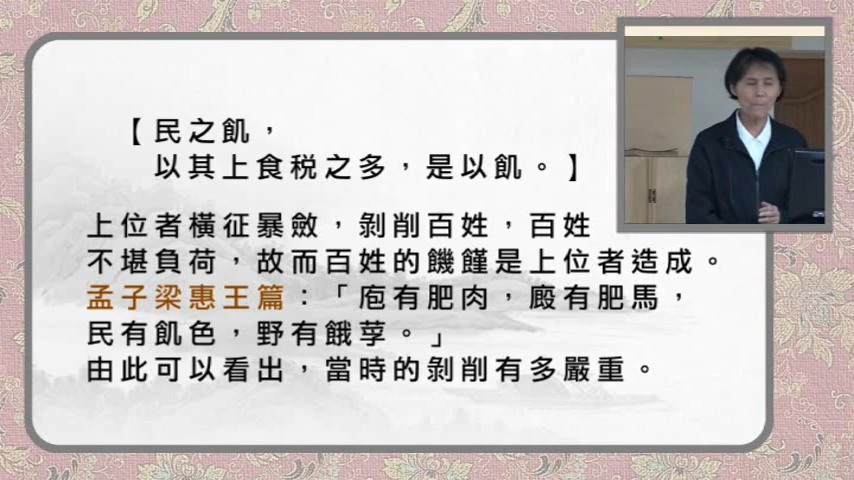 【民之飢，
以其上食税之多，是以飢。】
上位者橫征暴斂，剝削百姓，百姓
不堪負荷，故而百姓的饑饉是上位者造成。
孟子梁惠王篇：「庖有肥肉，廄有肥馬，
民有飢色，野有餓莩。」
由此可以看出，當時的剝削有多嚴重。